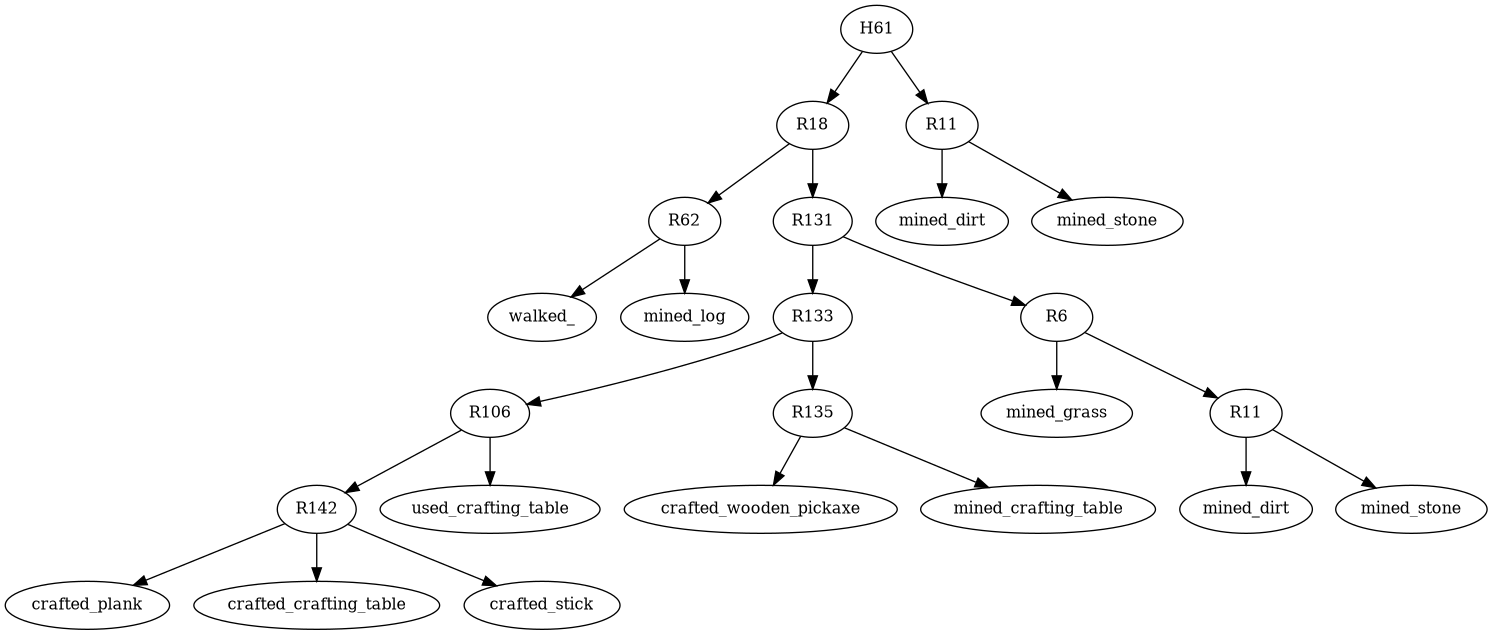 H61
R18
R11
R62
R131
mined_dirt
mined_stone
walked_
mined_log
R133
R6
R106
R135
mined_grass
R11
R142
used_crafting_table
crafted_wooden_pickaxe
mined_crafting_table
mined_dirt
mined_stone
crafted_plank
crafted_crafting_table
crafted_stick